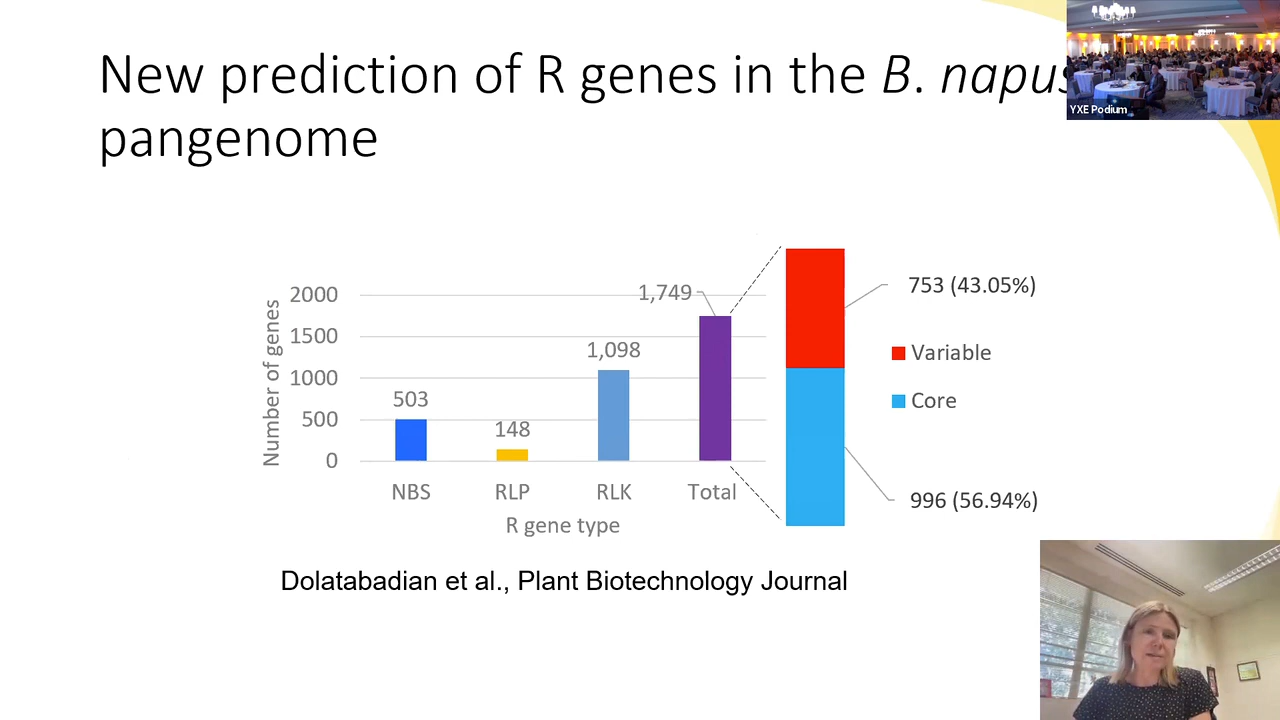 New prediction of R genes in the B. napus
pangenome
YXE Podium
Number of genes
2000
1500
1000
500
0
503
148
1,098
1,749
NBS
RLP
RLK
Total
R gene type
753 (43.05%)
Variable
Core
996 (56.94%)
Dolatabadian et al., Plant Biotechnology Journal